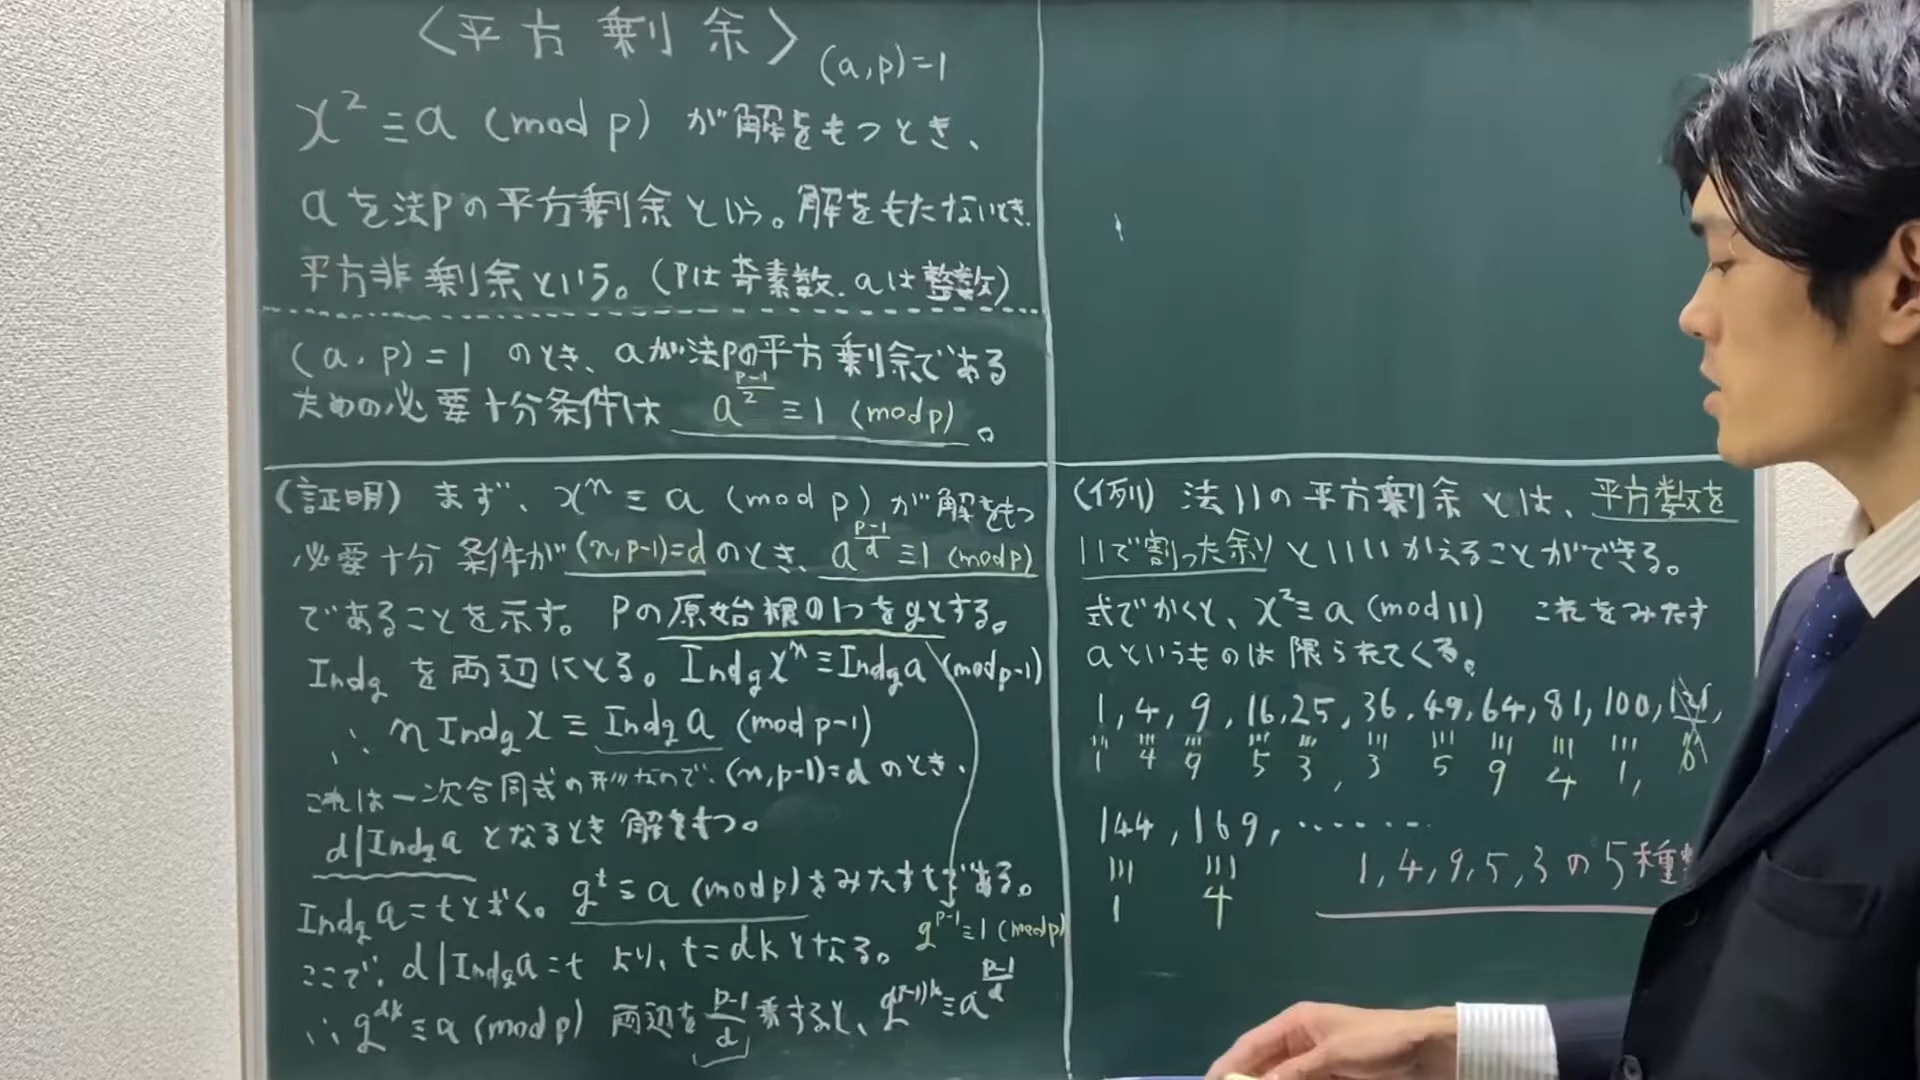 〈平方剰余〉
(a,p)=1
x²≡a (mod p) が解をもつとき、
aを法pの平方剰余という。解をもたないとき、
平方非剰余という。(pは奇素数、aは整数)
(a,p)=1 のとき、aが法pの平方剰余である
ための必要十分条件は a^{(p-1)/2}≡1 (mod p)。
(証明) まず、x^n≡a (mod p) が解をもつ
必要十分条件が (n,p-1)=d のとき、a^{(p-1)/d}≡1 (mod p)
であることを示す。pの原始根の1つをgとする。
Ind_g を両辺にとる。Ind_g x^n≡Ind_g a (mod p-1)
∴ n Ind_g x≡Ind_g a (mod p-1)
これは一次合同式の形なので、(n,p-1)=d のとき、
d|Ind_g a となるとき解をもつ。
Ind_g a=tとおく。g^t≡a (mod p)をみたすtである。
g^{p-1}≡1 (mod p)
ここで、d|Ind_g a=t より、t=dkとなる。
∴ g^{dk}≡a (mod p) 両辺を (p-1)/d 乗すると、g^{(p-1)k}≡a^{(p-1)/d}
(例) 法11の平方剰余とは、平方数を
11で割った余りといいかえることができる。
式でかくと、x²≡a (mod 11) これをみたす
aというものは限られてくる。
1, 4, 9, 16, 25, 36, 49, 64, 81, 100, 121,
≡ ≡ ≡ ≡ ≡ ≡ ≡ ≡ ≡ ≡ ≡
1 4 9 5 3, 3 5 9 4 1, 0
144, 169, ‥‥‥
≡ ≡
1 4
1, 4, 9, 5, 3 の5種